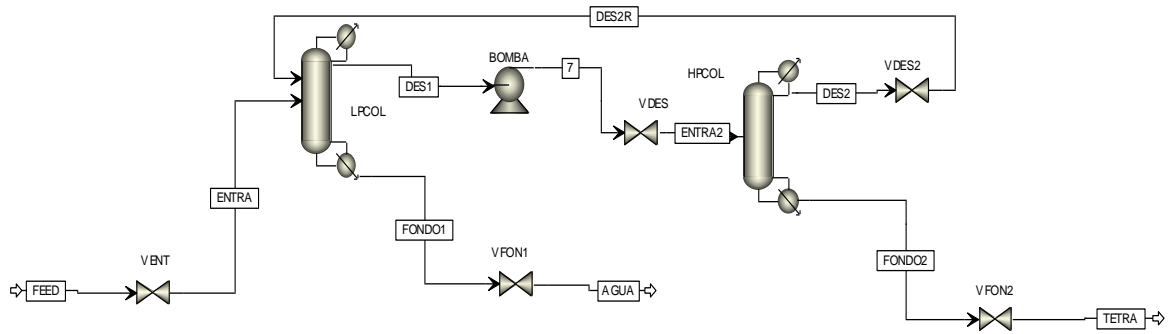 DES2R
BOMBA
7
HPCOL
VDES2
DES1
DES2
LPCOL
VDES
ENTRA2
ENTRA
FONDO1
VFON1
FONDO2
VENT
FEED
AGUA
VFON2
TETRA